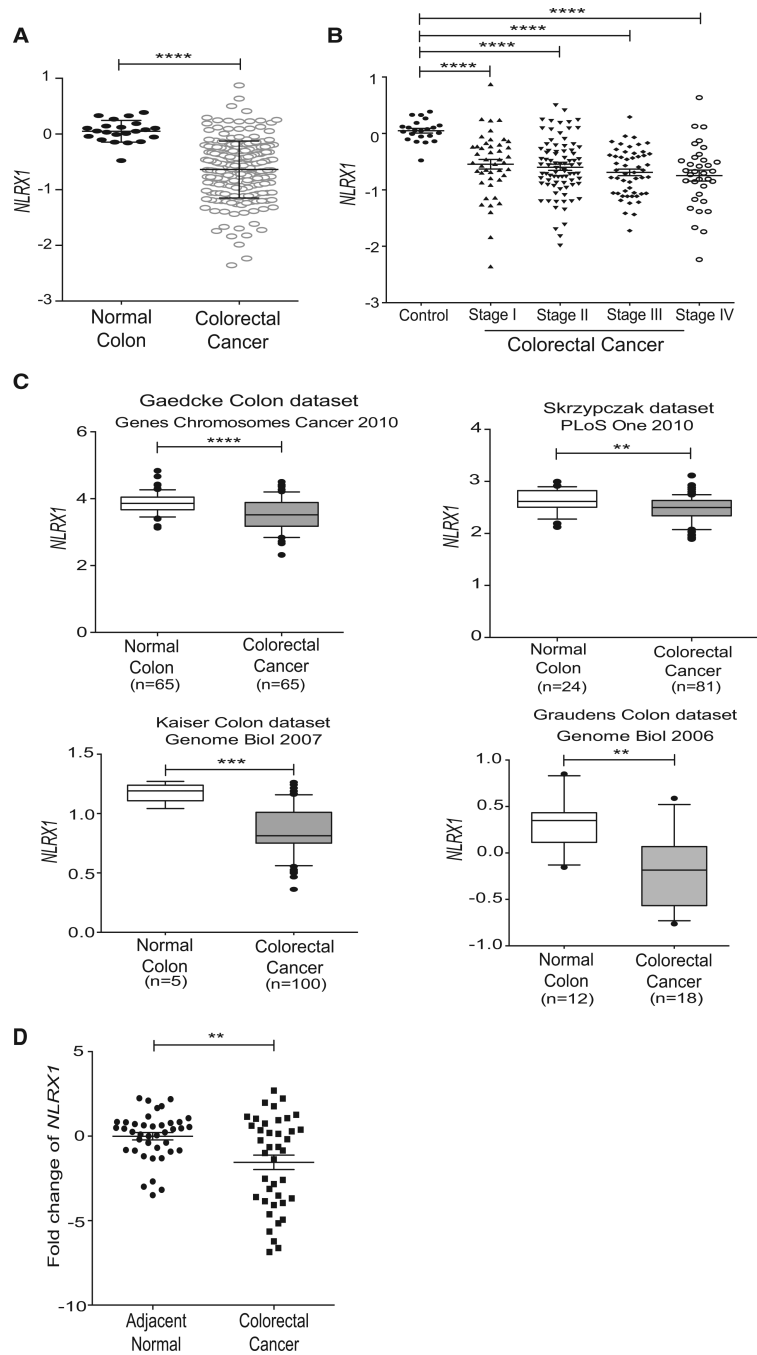 A
****
1
0
-1
-2
-3
NLRX1
Normal
Colon
Colorectal
Cancer
B
****
****
****
****
1
0
-1
-2
-3
NLRX1
Control
Stage I
Stage II
Stage III
Stage IV
Colorectal Cancer
C
Gaedcke Colon dataset
Genes Chromosomes Cancer 2010
****
6
4
2
0
NLRX1
Normal
Colon
(n=65)
Colorectal
Cancer
(n=65)
Skrzypczak dataset
PLoS One 2010
**
4
3
2
1
0
NLRX1
Normal
Colon
(n=24)
Colorectal
Cancer
(n=81)
Kaiser Colon dataset
Genome Biol 2007
***
1.5
1.0
0.5
0.0
NLRX1
Normal
Colon
(n=5)
Colorectal
Cancer
(n=100)
Graudens Colon dataset
Genome Biol 2006
**
1.0
0.5
0.0
-0.5
-1.0
NLRX1
Normal
Colon
(n=12)
Colorectal
Cancer
(n=18)
D
**
5
0
-5
-10
Fold change of NLRX1
Adjacent
Normal
Colorectal
Cancer